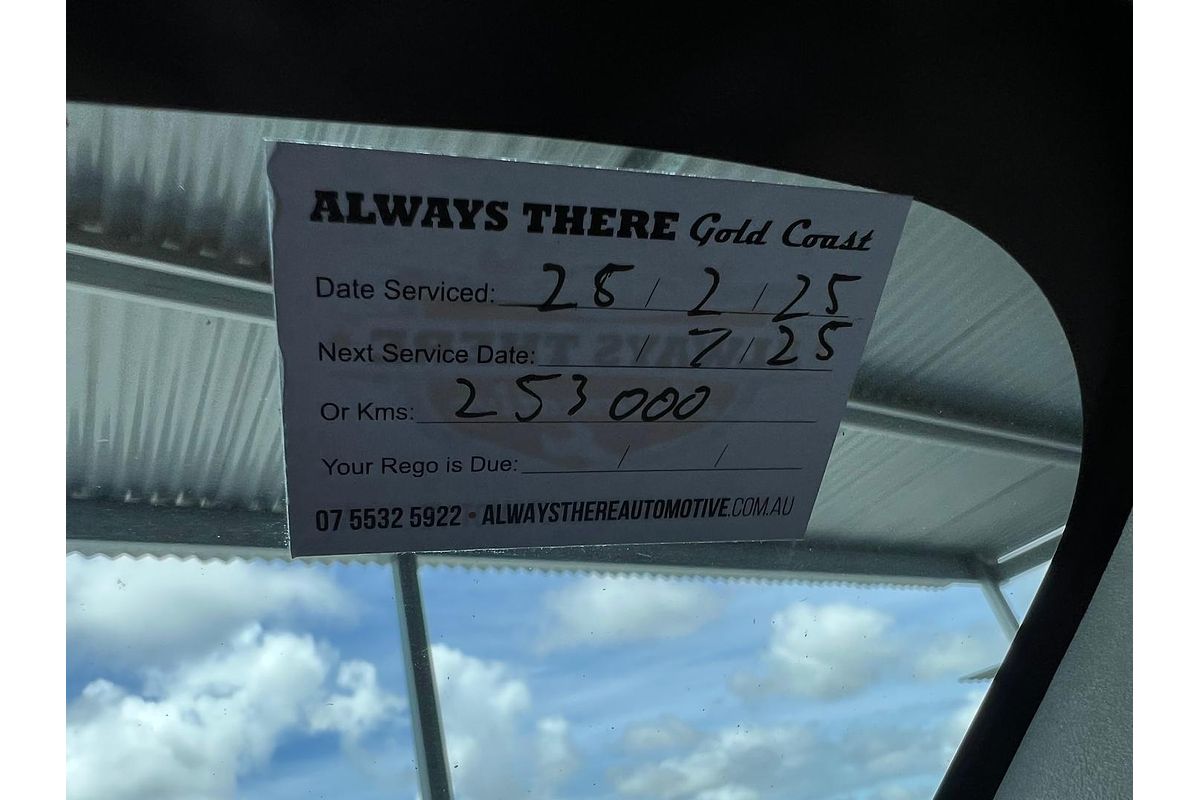 ALWAYS THERE Gold Coast
Date Serviced: 28 / 2 / 25
Next Service Date: / 7 / 25
Or Kms: 253000
Your Rego is Due: / /
07 5532 5922 • ALWAYSTHEREAUTOMOTIVE.COM.AU